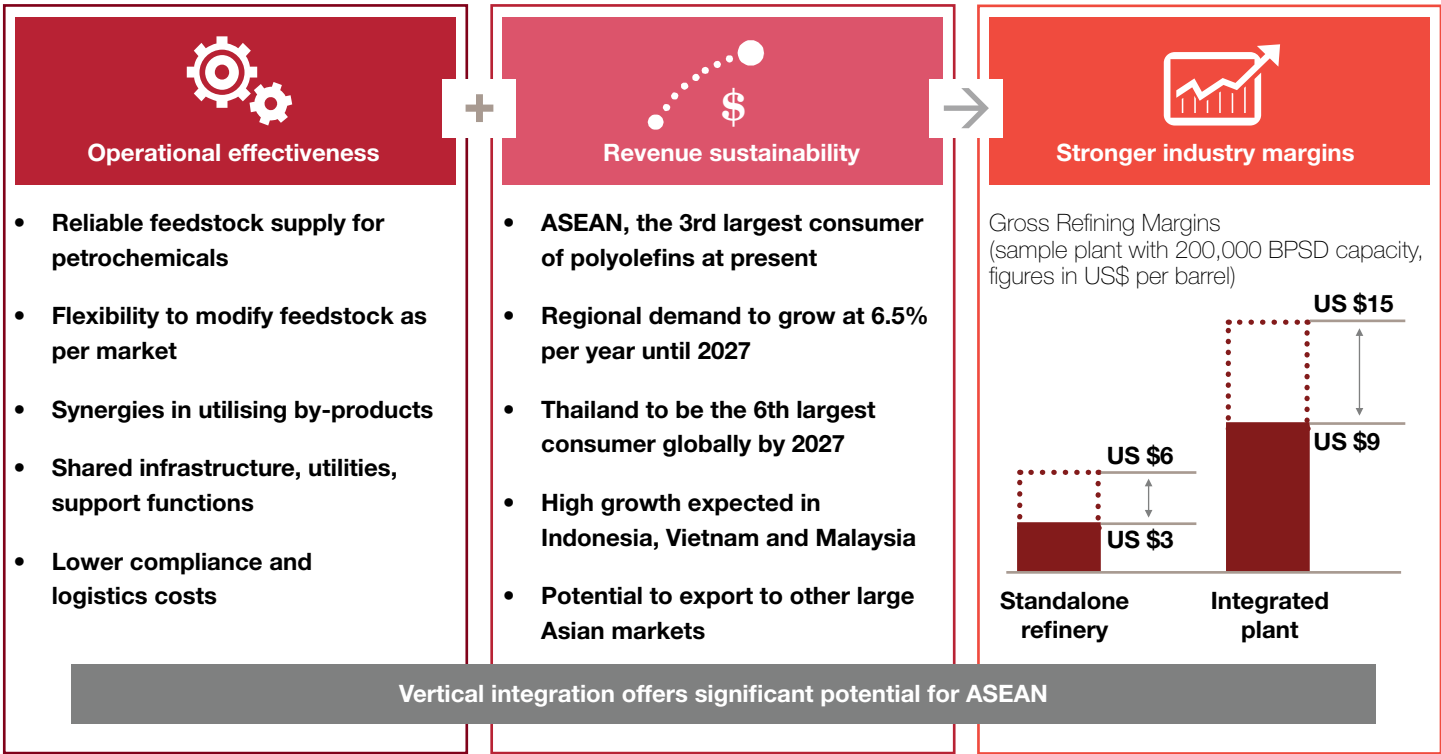 Operational effectiveness
• Reliable feedstock supply for
petrochemicals
• Flexibility to modify feedstock as
per market
• Synergies in utilising by-products
• Shared infrastructure, utilities,
support functions
• Lower compliance and
logistics costs
+
$
Revenue sustainability
• ASEAN, the 3rd largest consumer
of polyolefins at present
• Regional demand to grow at 6.5%
per year until 2027
• Thailand to be the 6th largest
consumer globally by 2027
• High growth expected in
Indonesia, Vietnam and Malaysia
• Potential to export to other large
Asian markets
Stronger industry margins
Gross Refining Margins
(sample plant with 200,000 BPSD capacity,
figures in US$ per barrel)
US $15
US $9
US $6
US $3
Standalone
refinery
Integrated
plant
Vertical integration offers significant potential for ASEAN